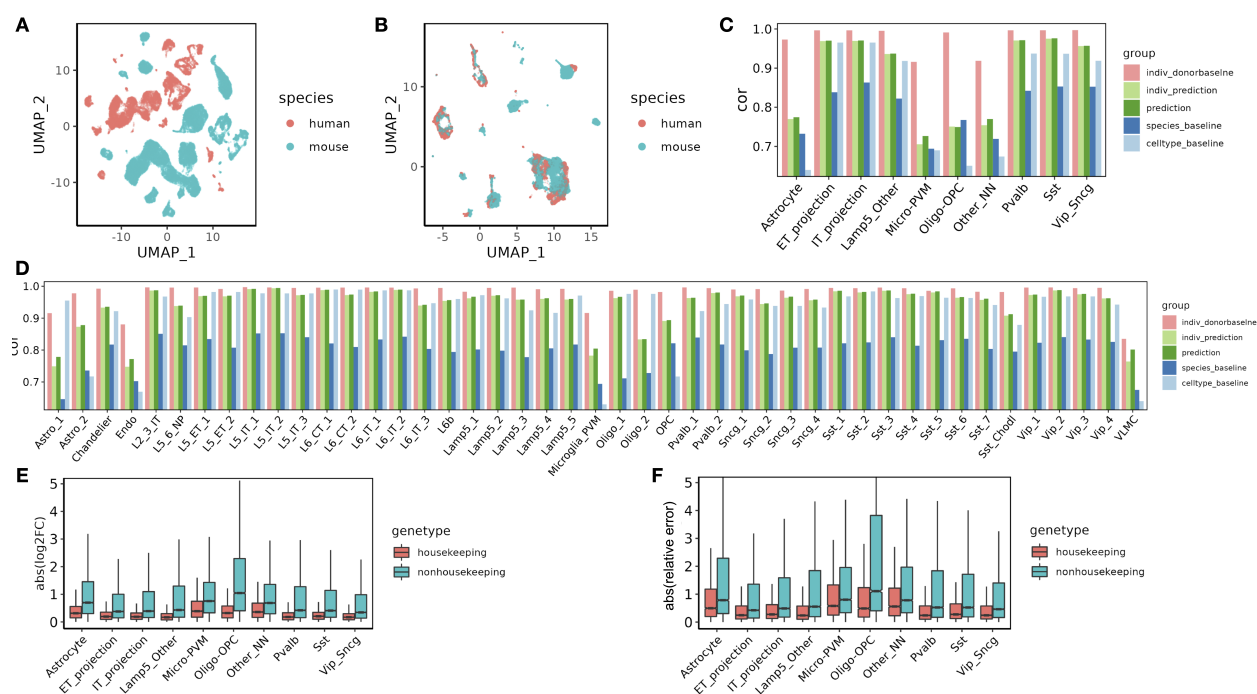 A
UMAP_2
10
0
-10
-10
0
10
UMAP_1
species
human
mouse
B
UMAP_2
10
0
-5
0
5
10
15
UMAP_1
species
human
mouse
C
cor
1.0
0.9
0.8
0.7
Astrocyte
ET_projection
IT_projection
Lamp5_Other
Micro-PVM
Oligo-OPC
Other_NN
Pvalb
Sst
Vip_Sncg
group
indiv_donorbaselne
indiv_prediction
prediction
species_baseline
celltype_baseline
D
cor
1.0
0.9
0.8
0.7
Astro_1
Astro_2
Chandelier
Endo
L2_3_IT
L5_6_NP
L5_ET_1
L5_ET_2
L5_IT_1
L5_IT_2
L5_IT_3
L6_CT_1
L6_CT_2
L6_IT_1
L6_IT_2
L6_IT_3
L6b
Lamp5_1
Lamp5_2
Lamp5_3
Lamp5_4
Lamp5_5
Microglia_PVM
Oligo_1
Oligo_2
OPC
Pvalb_1
Pvalb_2
Sncg_1
Sncg_2
Sncg_3
Sncg_4
Sst_1
Sst_2
Sst_3
Sst_4
Sst_5
Sst_6
Sst_7
Sst_Chodl
Vip_1
Vip_2
Vip_3
Vip_4
VLMC
group
indiv_donorbaselne
indiv_prediction
prediction
species_baseline
celltype_baseline
E
abs(log2FC)
5
4
3
2
1
0
Astrocyte
ET_projection
IT_projection
Lamp5_Other
Micro-PVM
Oligo-OPC
Other_NN
Pvalb
Sst
Vip_Sncg
genetype
housekeeping
nonhousekeeping
F
abs(relative error)
5
4
3
2
1
0
Astrocyte
ET_projection
IT_projection
Lamp5_Other
Micro-PVM
Oligo-OPC
Other_NN
Pvalb
Sst
Vip_Sncg
genetype
housekeeping
nonhousekeeping